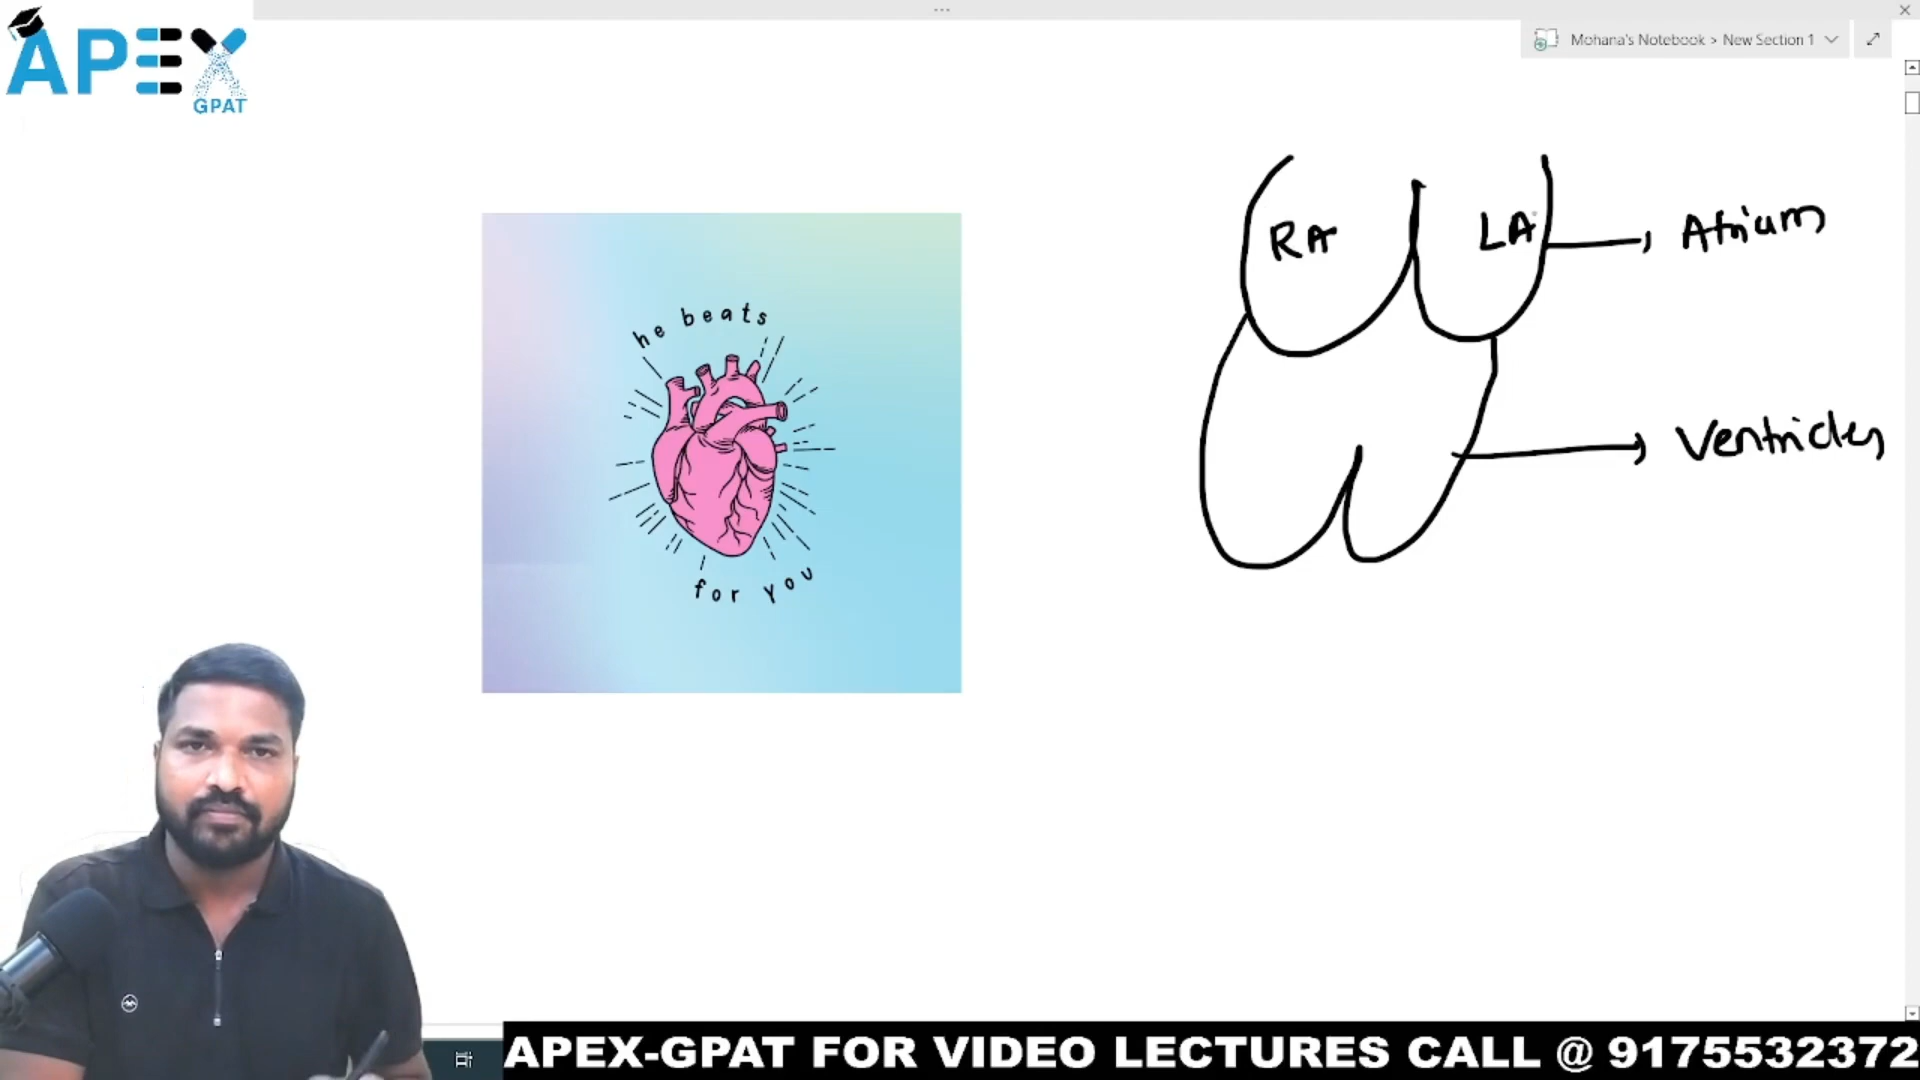 APEX
GPAT
Mohana's Notebook > New Section 1
he beats
for you
RA
LA
Atrium
Ventricles
APEX-GPAT FOR VIDEO LECTURES CALL @ 9175532372